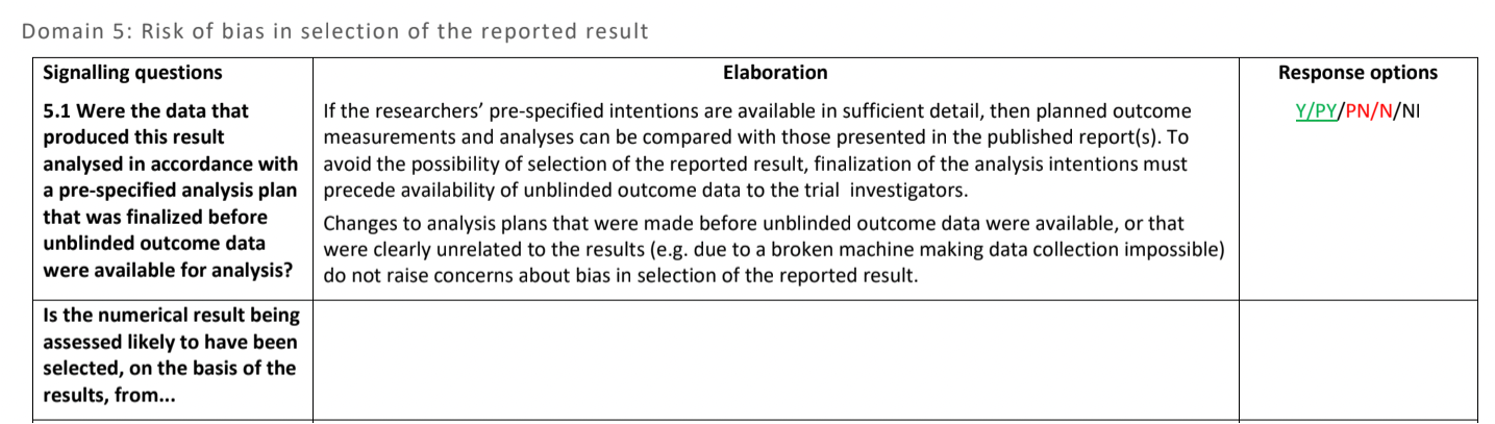 Domain 5: Risk of bias in selection of the reported result
Signalling questions
Elaboration
Response options
5.1 Were the data that
produced this result
analysed in accordance with
a pre-specified analysis plan
that was finalized before
unblinded outcome data
were available for analysis?
If the researchers’ pre-specified intentions are available in sufficient detail, then planned outcome
measurements and analyses can be compared with those presented in the published report(s). To
avoid the possibility of selection of the reported result, finalization of the analysis intentions must
precede availability of unblinded outcome data to the trial investigators.
Changes to analysis plans that were made before unblinded outcome data were available, or that
were clearly unrelated to the results (e.g. due to a broken machine making data collection impossible)
do not raise concerns about bias in selection of the reported result.
Y/PY/PN/N/NI
Is the numerical result being
assessed likely to have been
selected, on the basis of the
results, from...